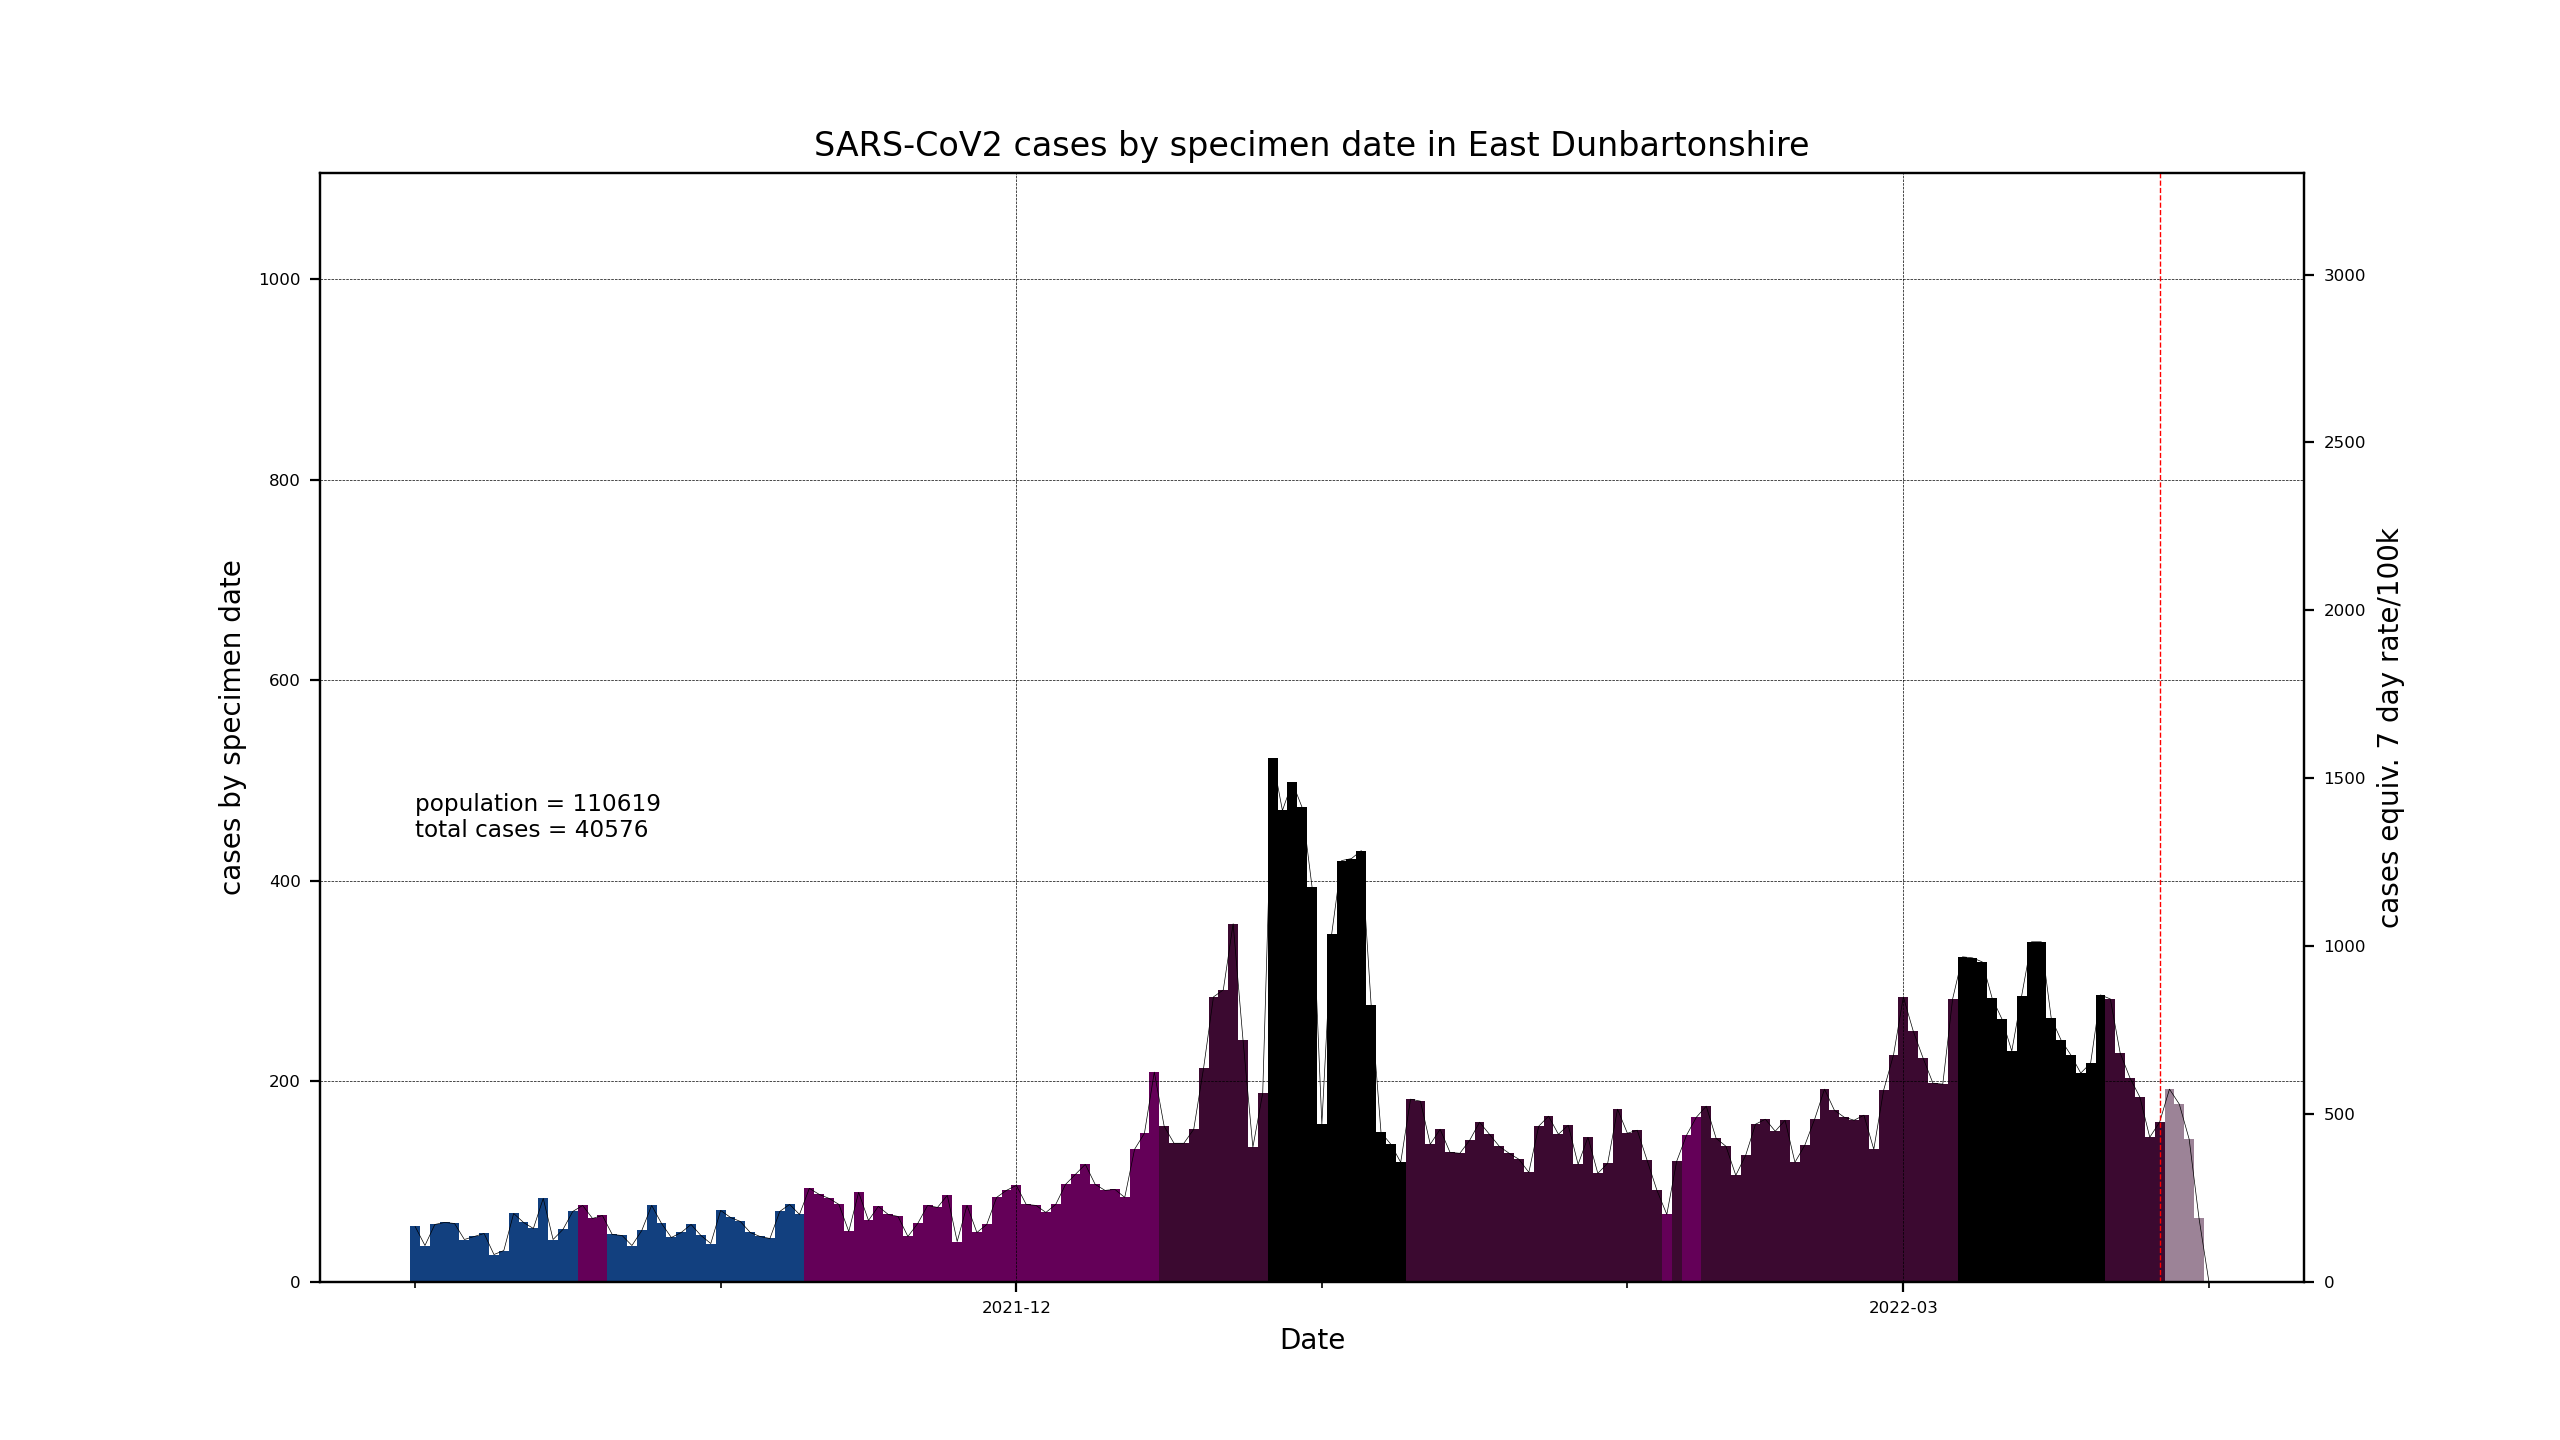 SARS-CoV2 cases by specimen date in East Dunbartonshire
cases by specimen date
1000
800
600
400
200
0
population = 110619
total cases = 40576
3000
2500
2000
1500
1000
500
0
cases equiv. 7 day rate/100k
2021-12
2022-03
Date